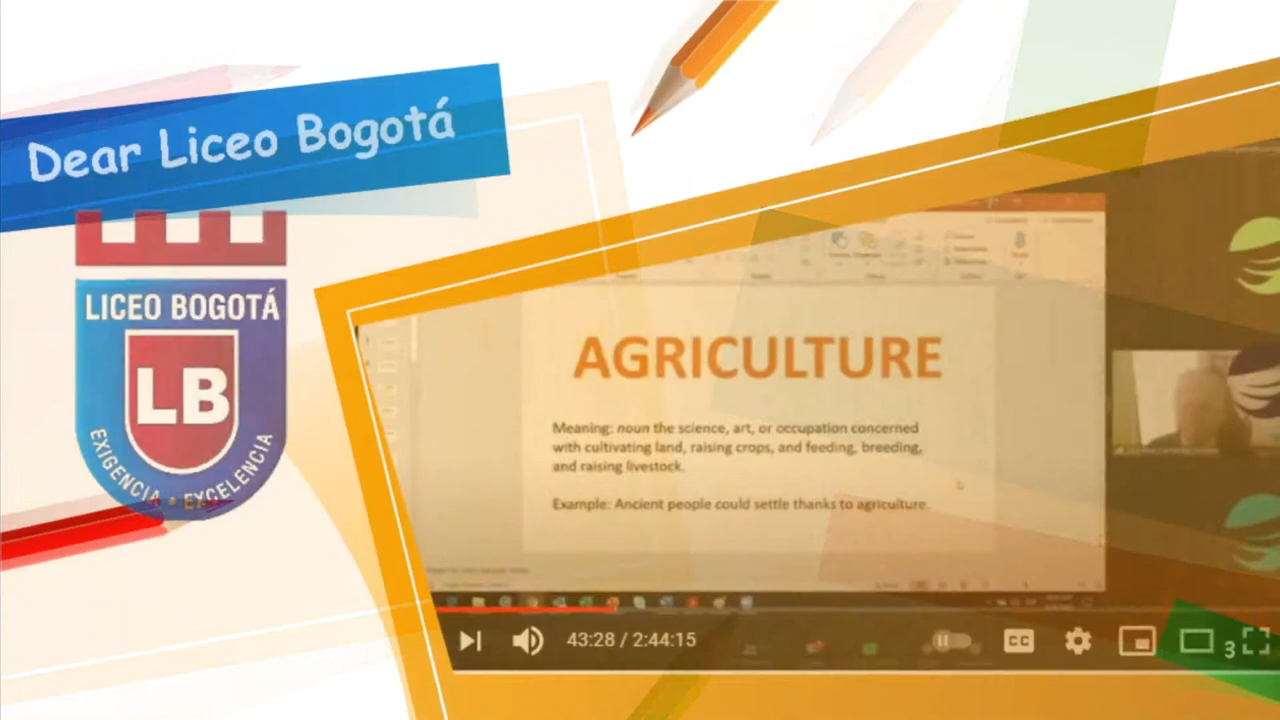 Dear Liceo Bogotá
LICEO BOGOTÁ
LB
EXIGENCIA • EXCELENCIA
AGRICULTURE
Meaning: noun the science, art, or occupation concerned
with cultivating land, raising crops, and feeding, breeding,
and raising livestock.
Example: Ancient people could settle thanks to agriculture.
43:28 / 2:44:15
CC
3